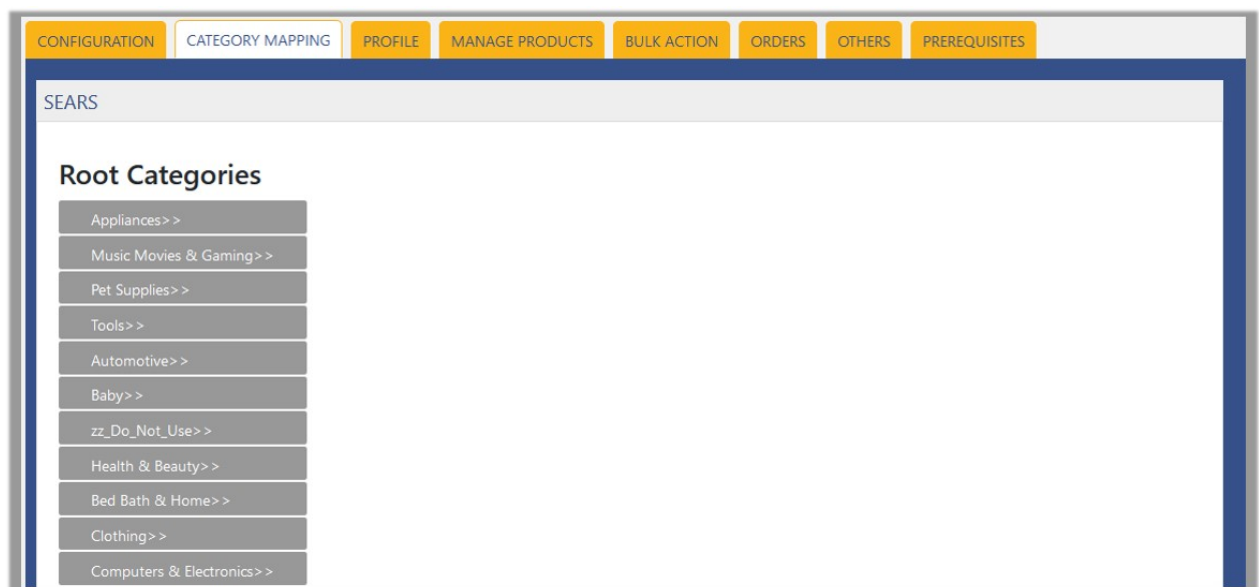 CONFIGURATION CATEGORY MAPPING PROFILE MANAGE PRODUCTS BULK ACTION ORDERS OTHERS PREREQUISITES
SEARS
Root Categories
Appliances>>
Music Movies & Gaming>>
Pet Supplies>>
Tools>>
Automotive>>
Baby>>
zz_Do_Not_Use>>
Health & Beauty>>
Bed Bath & Home>>
Clothing>>
Computers & Electronics>>